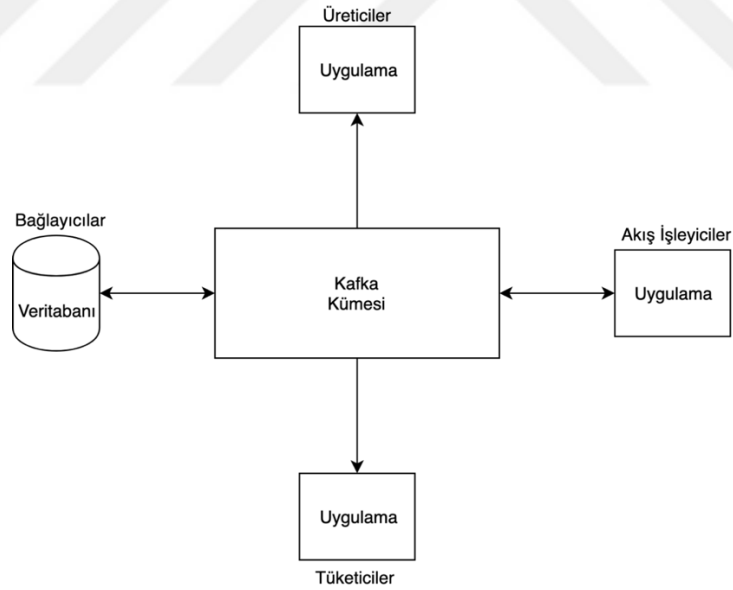 Üreticiler
Uygulama
Bağlayıcılar
Veritabanı
Kafka
Kümesi
Akış İşleyiciler
Uygulama
Uygulama
Tüketiciler